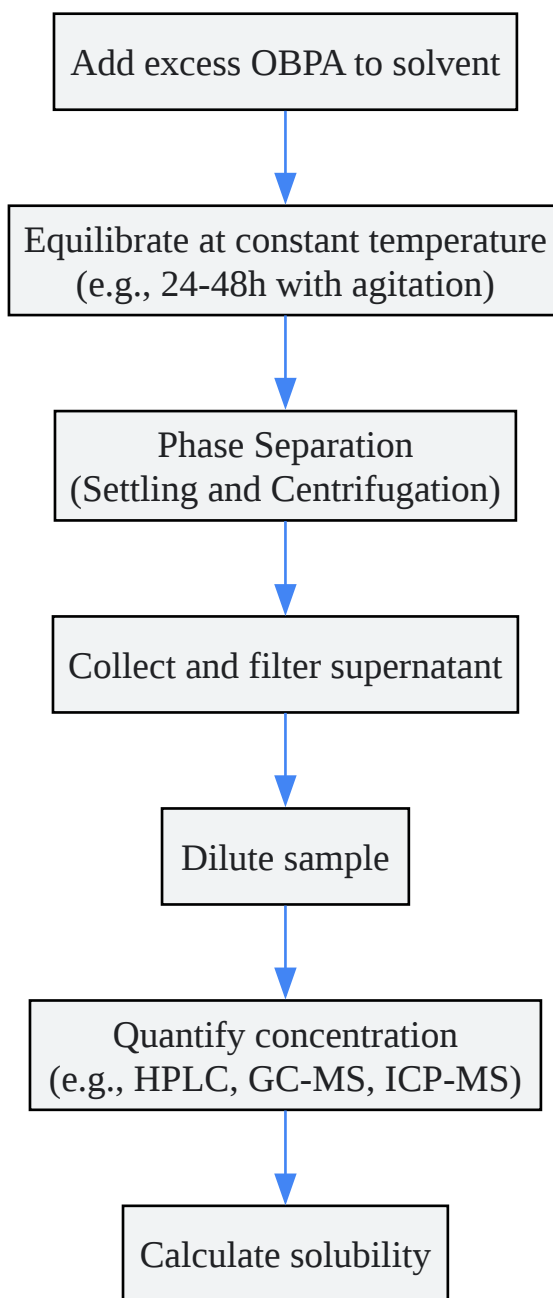 Add excess OBPA to solvent
Equilibrate at constant temperature
(e.g., 24-48h with agitation)
Phase Separation
(Settling and Centrifugation)
Collect and filter supernatant
Dilute sample
Quantify concentration
(e.g., HPLC, GC-MS, ICP-MS)
Calculate solubility